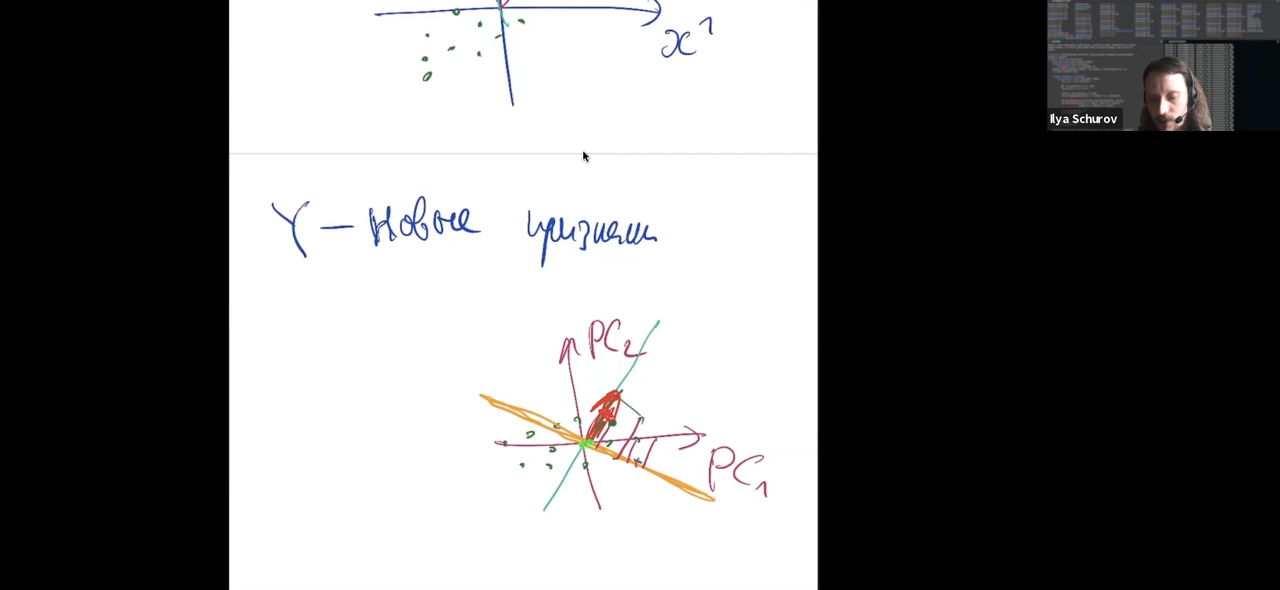 x¹
Ilya Schurov
Y – новые признаки
PC₂
PC₁